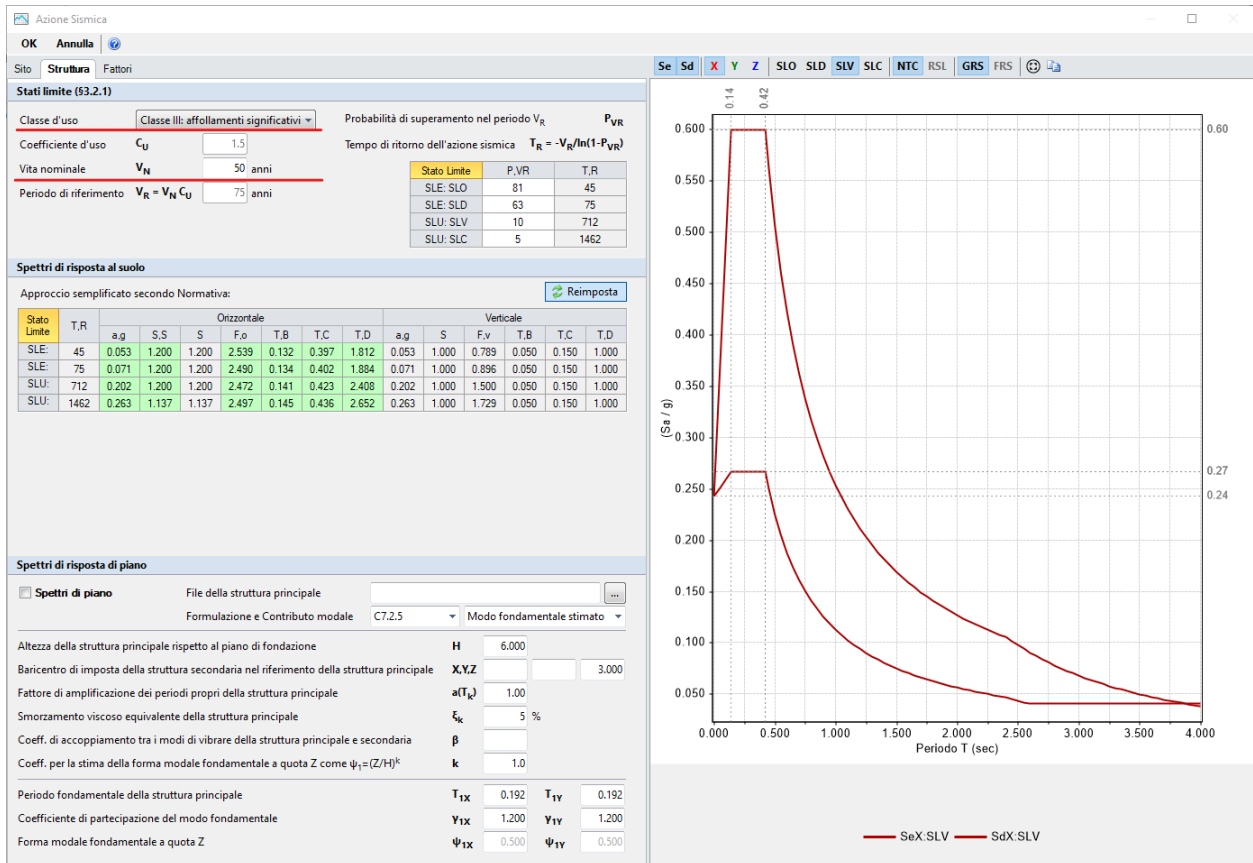 Azione Sismica
OK Annulla
Sito Struttura Fattori
Stati limite (§3.2.1)
Classe d'uso Classe III: affollamenti significativi
Probabilità di superamento nel periodo VR PVR
Coefficiente d'uso CU 1.5
Tempo di ritorno dell'azione sismica TR = -VR/ln(1-PVR)
Vita nominale VN 50 anni
Periodo di riferimento VR = VN CU 75 anni
Stato Limite P,VR T,R
SLE: SLO 81 45
SLE: SLD 63 75
SLU: SLV 10 712
SLU: SLC 5 1462
Spettri di risposta al suolo
Approccio semplificato secondo Normativa: Reimposta
Stato Limite T,R Orizzontale Verticale
a,g S,S S F,o T,B T,C T,D a,g S F,v T,B T,C T,D
SLE: 45 0.053 1.200 1.200 2.539 0.132 0.397 1.812 0.053 1.000 0.789 0.050 0.150 1.000
SLE: 75 0.071 1.200 1.200 2.490 0.134 0.402 1.884 0.071 1.000 0.896 0.050 0.150 1.000
SLU: 712 0.202 1.200 1.200 2.472 0.141 0.423 2.408 0.202 1.000 1.500 0.050 0.150 1.000
SLU: 1462 0.263 1.137 1.137 2.497 0.145 0.436 2.652 0.263 1.000 1.729 0.050 0.150 1.000
Spettri di risposta di piano
Spettri di piano File della struttura principale ...
Formulazione e Contributo modale C7.2.5 Modo fondamentale stimato
Altezza della struttura principale rispetto al piano di fondazione H 6.000
Baricentro di imposta della struttura secondaria nel riferimento della struttura principale X,Y,Z 3.000
Fattore di amplificazione dei periodi propri della struttura principale a(Tk) 1.00
Smorzamento viscoso equivalente della struttura principale ξk 5 %
Coeff. di accoppiamento tra i modi di vibrare della struttura principale e secondaria β
Coeff. per la stima della forma modale fondamentale a quota Z come ψ1=(Z/H)k k 1.0
Periodo fondamentale della struttura principale T1X 0.192 T1Y 0.192
Coefficiente di partecipazione del modo fondamentale γ1X 1.200 γ1Y 1.200
Forma modale fondamentale a quota Z ψ1X 0.500 ψ1Y 0.500
Se Sd X Y Z SLO SLD SLV SLC NTC RSL GRS FRS
0.14 0.42
0.600 0.60
0.550
0.500
0.450
0.400
0.350
0.300
0.27
0.250 0.24
0.200
0.150
0.100
0.050
(Sa / g)
0.000 0.500 1.000 1.500 2.000 2.500 3.000 3.500 4.000
Periodo T (sec)
SeX:SLV SdX:SLV